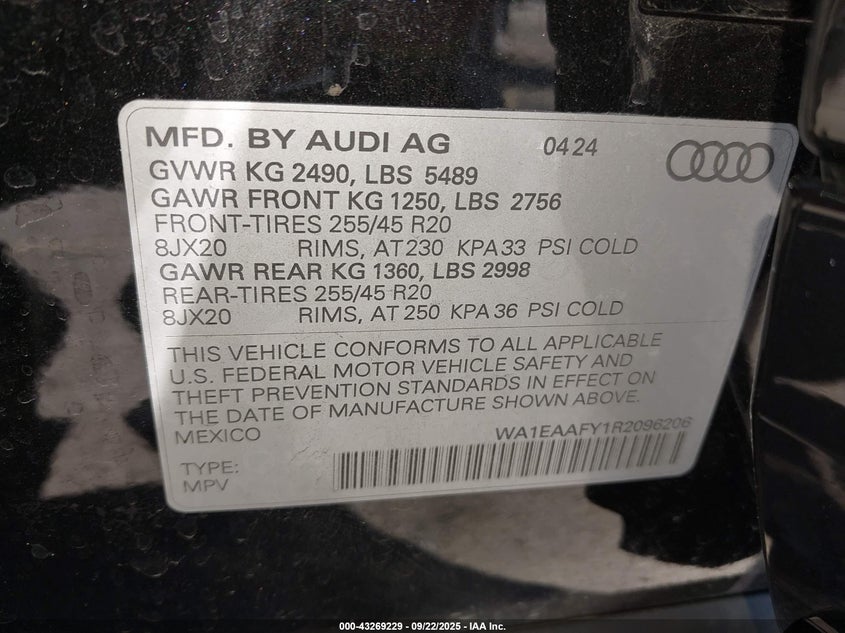 MFD. BY AUDI AG 04 24
GVWR KG 2490, LBS 5489
GAWR FRONT KG 1250, LBS 2756
FRONT-TIRES 255/45 R20
8JX20 RIMS, AT 230 KPA 33 PSI COLD
GAWR REAR KG 1360, LBS 2998
REAR-TIRES 255/45 R20
8JX20 RIMS, AT 250 KPA 36 PSI COLD
THIS VEHICLE CONFORMS TO ALL APPLICABLE
U.S. FEDERAL MOTOR VEHICLE SAFETY AND
THEFT PREVENTION STANDARDS IN EFFECT ON
THE DATE OF MANUFACTURE SHOWN ABOVE.
MEXICO WA1EAAFY1R2096206
TYPE:
MPV
000-43269229 - 09/22/2025 - IAA Inc.